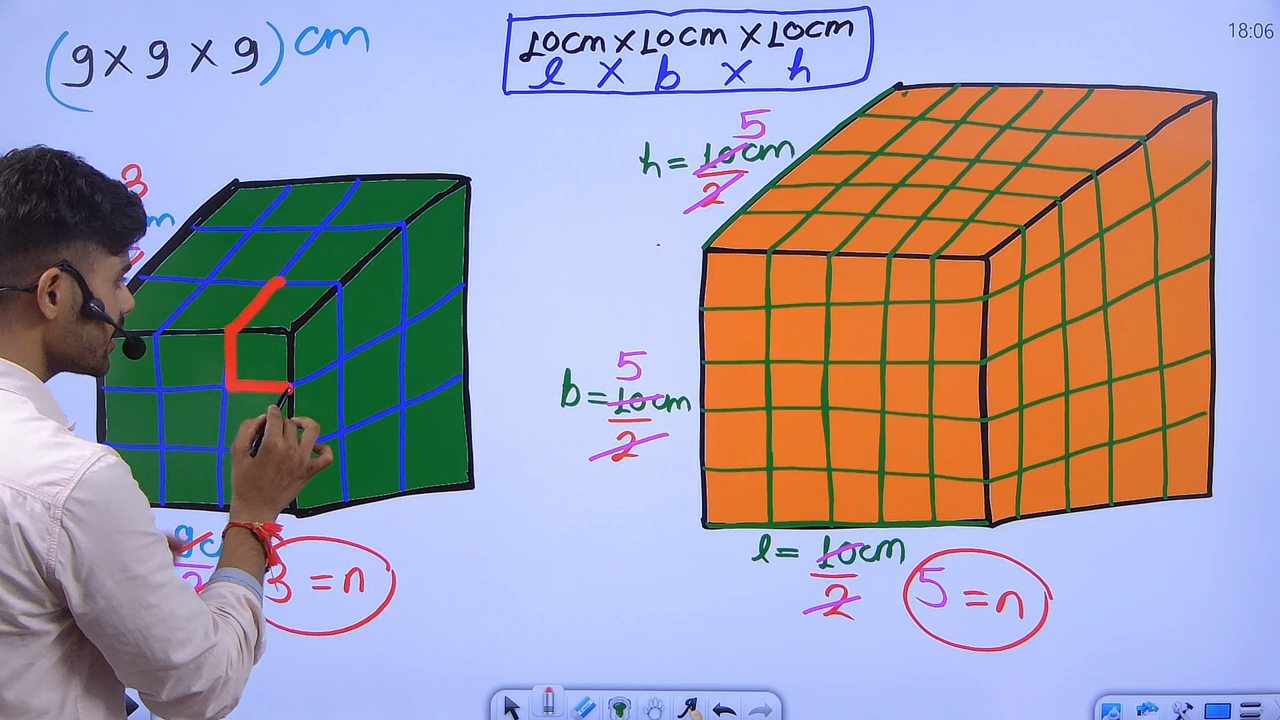 18:06
(9 x 9 x 9) cm
10cm x 10cm x 10cm
l x b x h
5
h = 10cm
2
3
m
5
b = 10cm
2
l = 10cm
2
5 = n
9c
3 = n